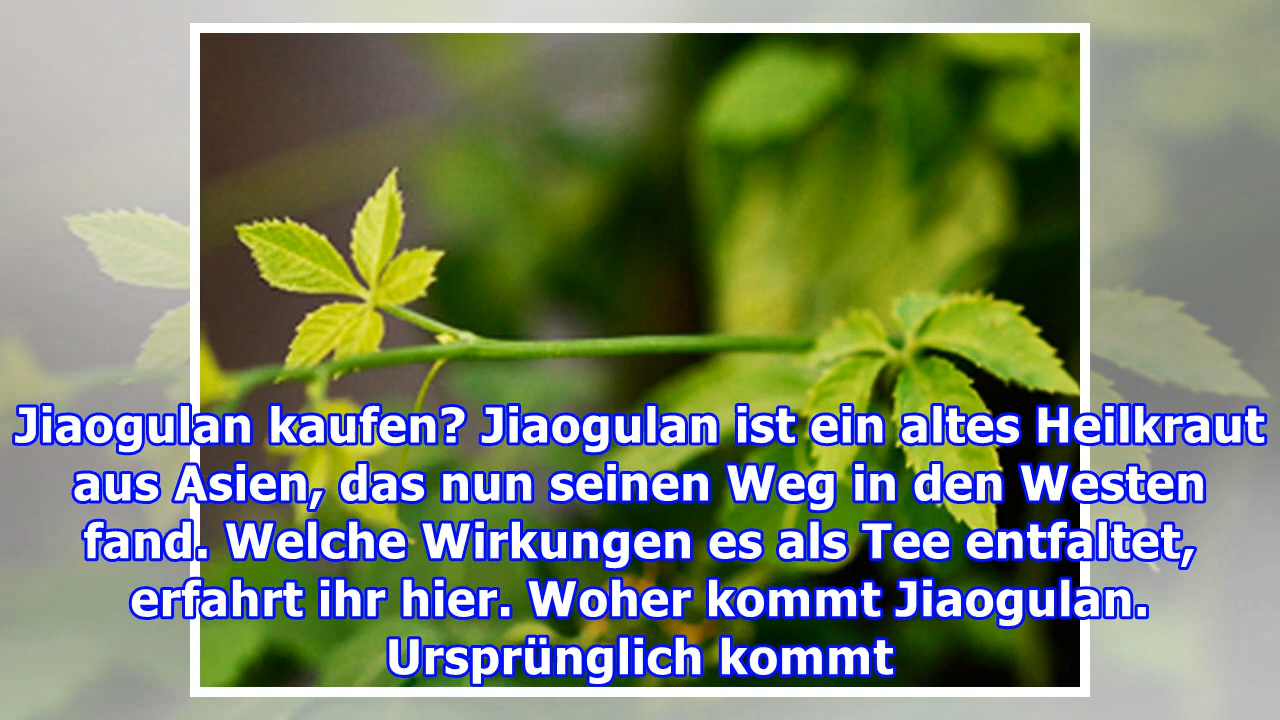 Jiaogulan kaufen? Jiaogulan ist ein altes Heilkraut
aus Asien, das nun seinen Weg in den Westen
fand. Welche Wirkungen es als Tee entfaltet,
erfahrt ihr hier. Woher kommt Jiaogulan.
Ursprünglich kommt